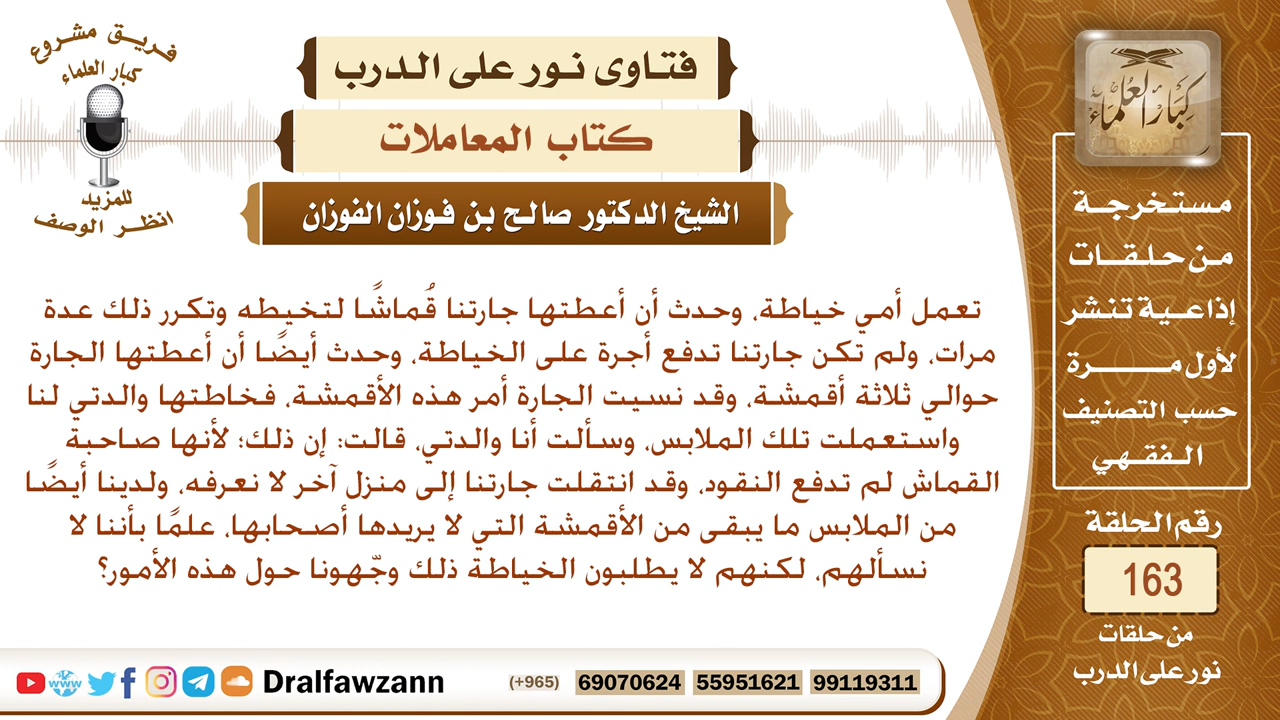 فريق مشروع
كبار العلماء
للمزيد
انظر الوصف
فتاوى نور على الدرب
كتاب المعاملات
الشيخ الدكتور صالح بن فوزان الفوزان
تعمل أمي خياطة، وحدث أن أعطتها جارتنا قُماشًا لتخيطه وتكرر ذلك عدة
مرات، ولم تكن جارتنا تدفع أجرة على الخياطة، وحدث أيضًا أن أعطتها الجارة
حوالي ثلاثة أقمشة، وقد نسيت الجارة أمر هذه الأقمشة، فخاطتها والدتي لنا
واستعملت تلك الملابس، وسألت أنا والدتي، قالت: إن ذلك؛ لأنها صاحبة
القماش لم تدفع النقود، وقد انتقلت جارتنا إلى منزل آخر لا نعرفه، ولدينا أيضًا
من الملابس ما يبقى من الأقمشة التي لا يريدها أصحابها، علمًا بأننا لا
نسألهم، لكنهم لا يطلبون الخياطة ذلك وجّهونا حول هذه الأمور؟
كبار العلماء
مستخرجة
من حلقات
إذاعية تنشر
لأول مرة
حسب التصنيف
الفقهي
رقم الحلقة
163
من حلقات
نور على الدرب
www
Dralfawzann
(+965) 69070624 55951621 99119311